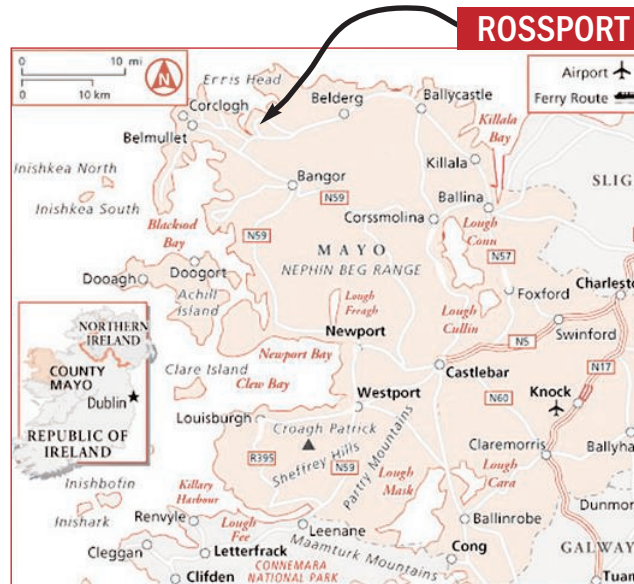 ROSSPORT
0 10 mi
0 10 km
N
Airport
Ferry Route
Erris Head
Corclogh
Belderg
Ballycastle
Belmullet
Killala
Bay
Killala
Inishkea North
Bangor
SLIG
N59
Ballina
Inishkea South
Corssmolina
Blacksod
Bay
Lough
Conn
N59
MAYO
NEPHIN BEG RANGE
N57
Doogort
Dooagh
Charlest
Achill
Island
Lough
Freagh
Foxford
Lough
Cullin
NORTHERN
IRELAND
Newport
Swinford
N5
Newport Bay
COUNTY
MAYO
Clare Island
Castlebar
N17
Clew Bay
Dublin
Westport
Knock
N60
Louisburgh
REPUBLIC OF
IRELAND
Croagh Patrick
Claremorris
Ballyha
R395
Sheffrey Hills
N59
Partry Mountains
Lough
Mask
Lough
Cara
Inishbofin
Killary
Harbour
Inishark
Renvyle
Lough
Fee
Leenane
Ballinrobe
Dunmor
Cleggan
Letterfrack
Maamturk Mountains
Cong
GALWAY
CONNEMARA
NATIONAL PARK
Clifden
Tuam